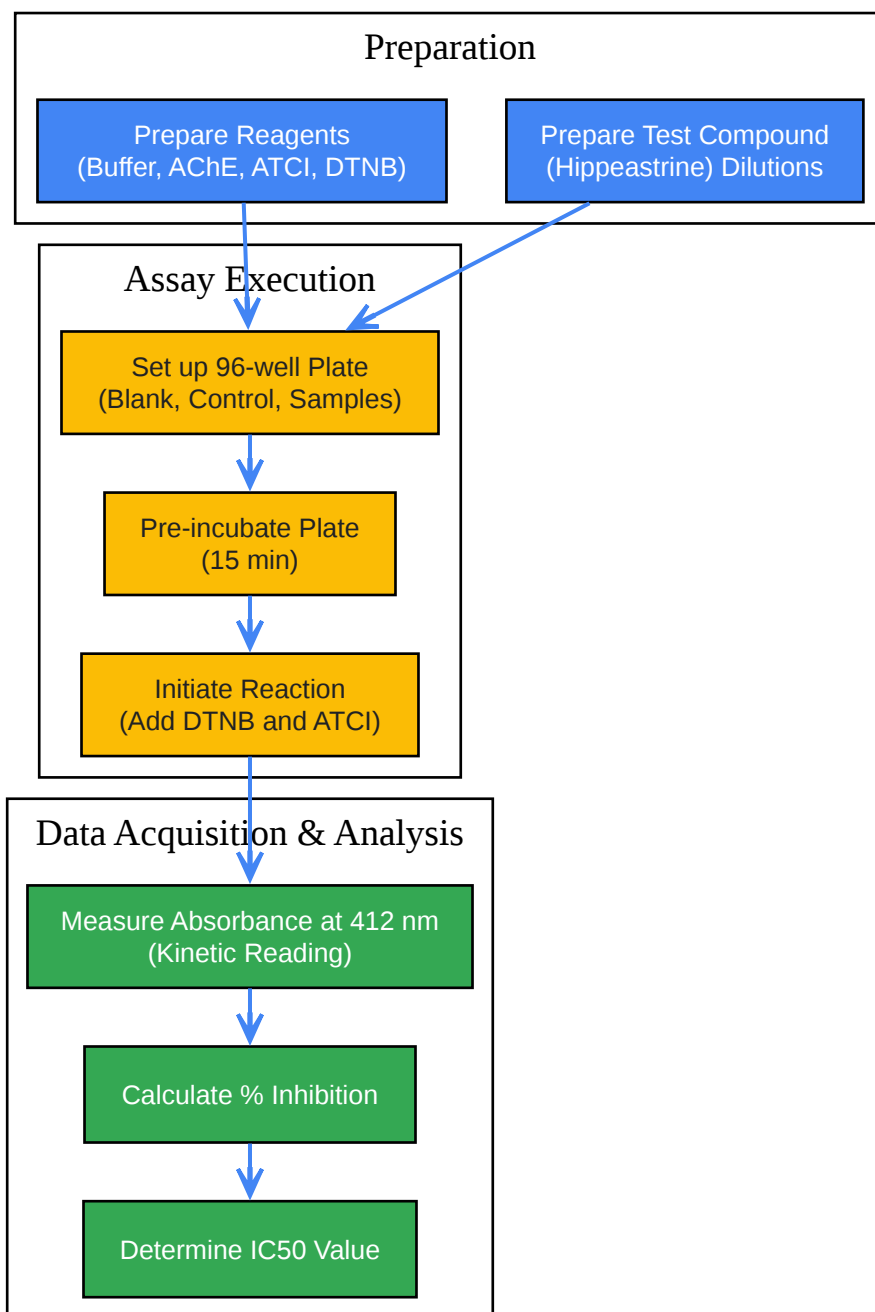 Preparation
Prepare Reagents
(Buffer, AChE, ATCI, DTNB)
Prepare Test Compound
(Hippeastrine) Dilutions
Assay Execution
Set up 96-well Plate
(Blank, Control, Samples)
Pre-incubate Plate
(15 min)
Initiate Reaction
(Add DTNB and ATCI)
Data Acquisition & Analysis
Measure Absorbance at 412 nm
(Kinetic Reading)
Calculate % Inhibition
Determine IC50 Value